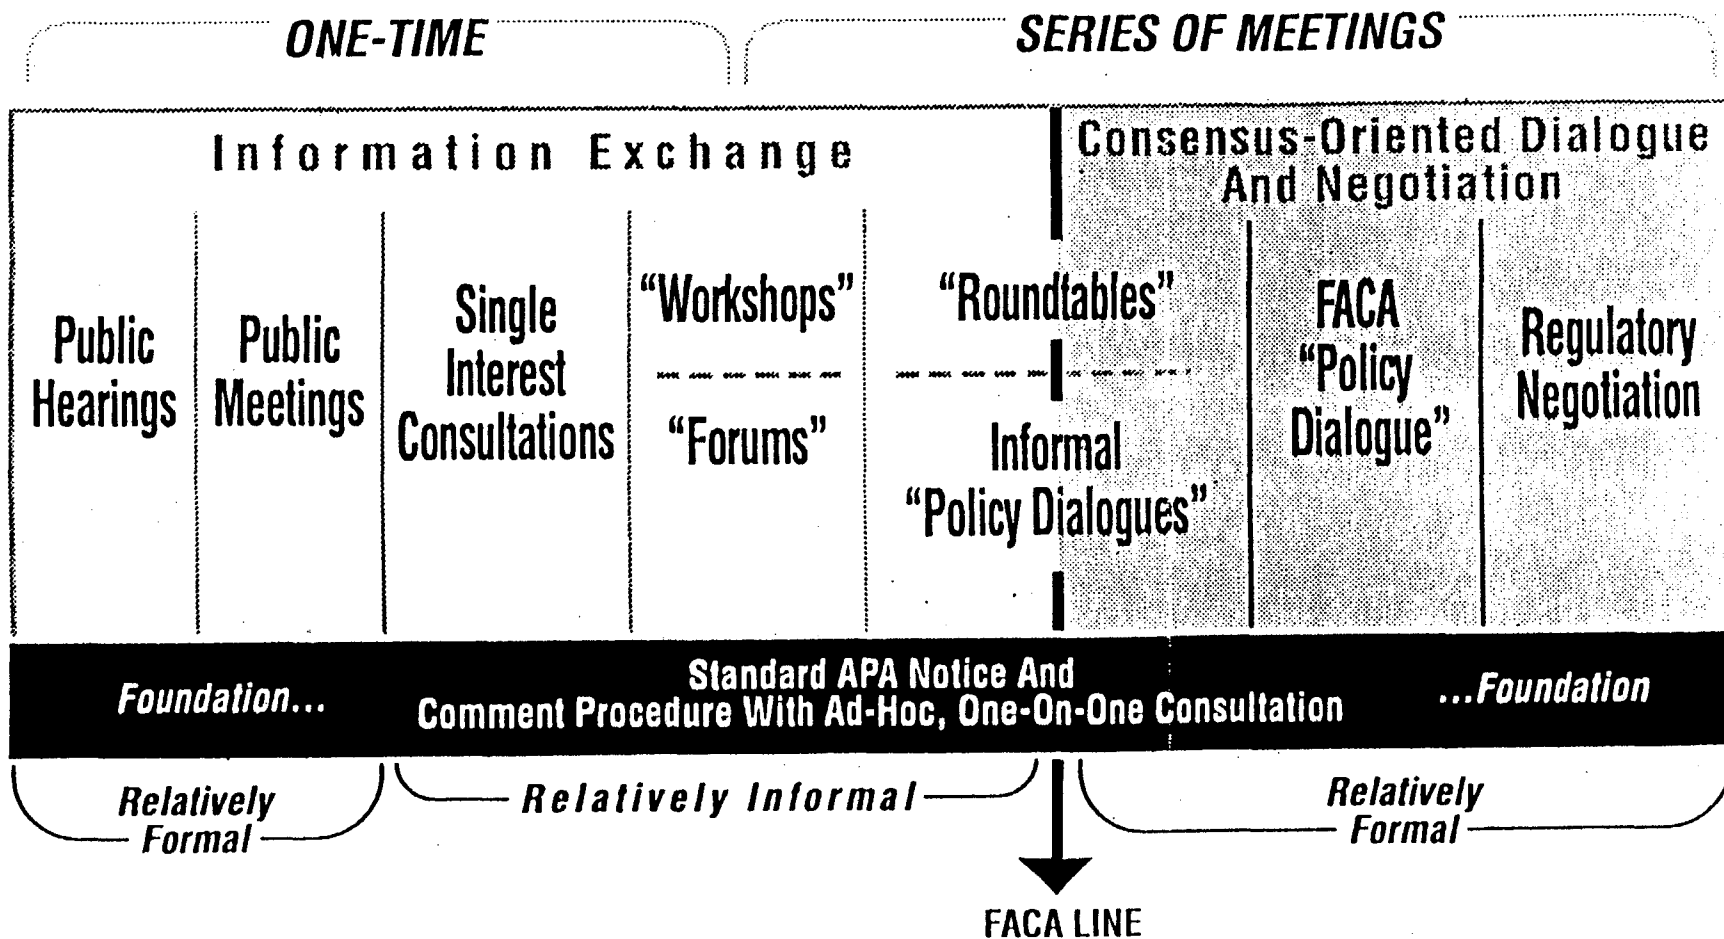 ONE-TIME
SERIES OF MEETINGS
Information Exchange
Consensus-Oriented Dialogue
And Negotiation
Public
Hearings
Public
Meetings
Single
Interest
Consultations
“Workshops”
“Forums”
“Roundtables”
Informal
“Policy Dialogues”
FACA
“Policy
Dialogue”
Regulatory
Negotiation
Foundation...
Standard APA Notice And
Comment Procedure With Ad-Hoc, One-On-One Consultation
...Foundation
Relatively
Formal
Relatively Informal
Relatively
Formal
FACA LINE